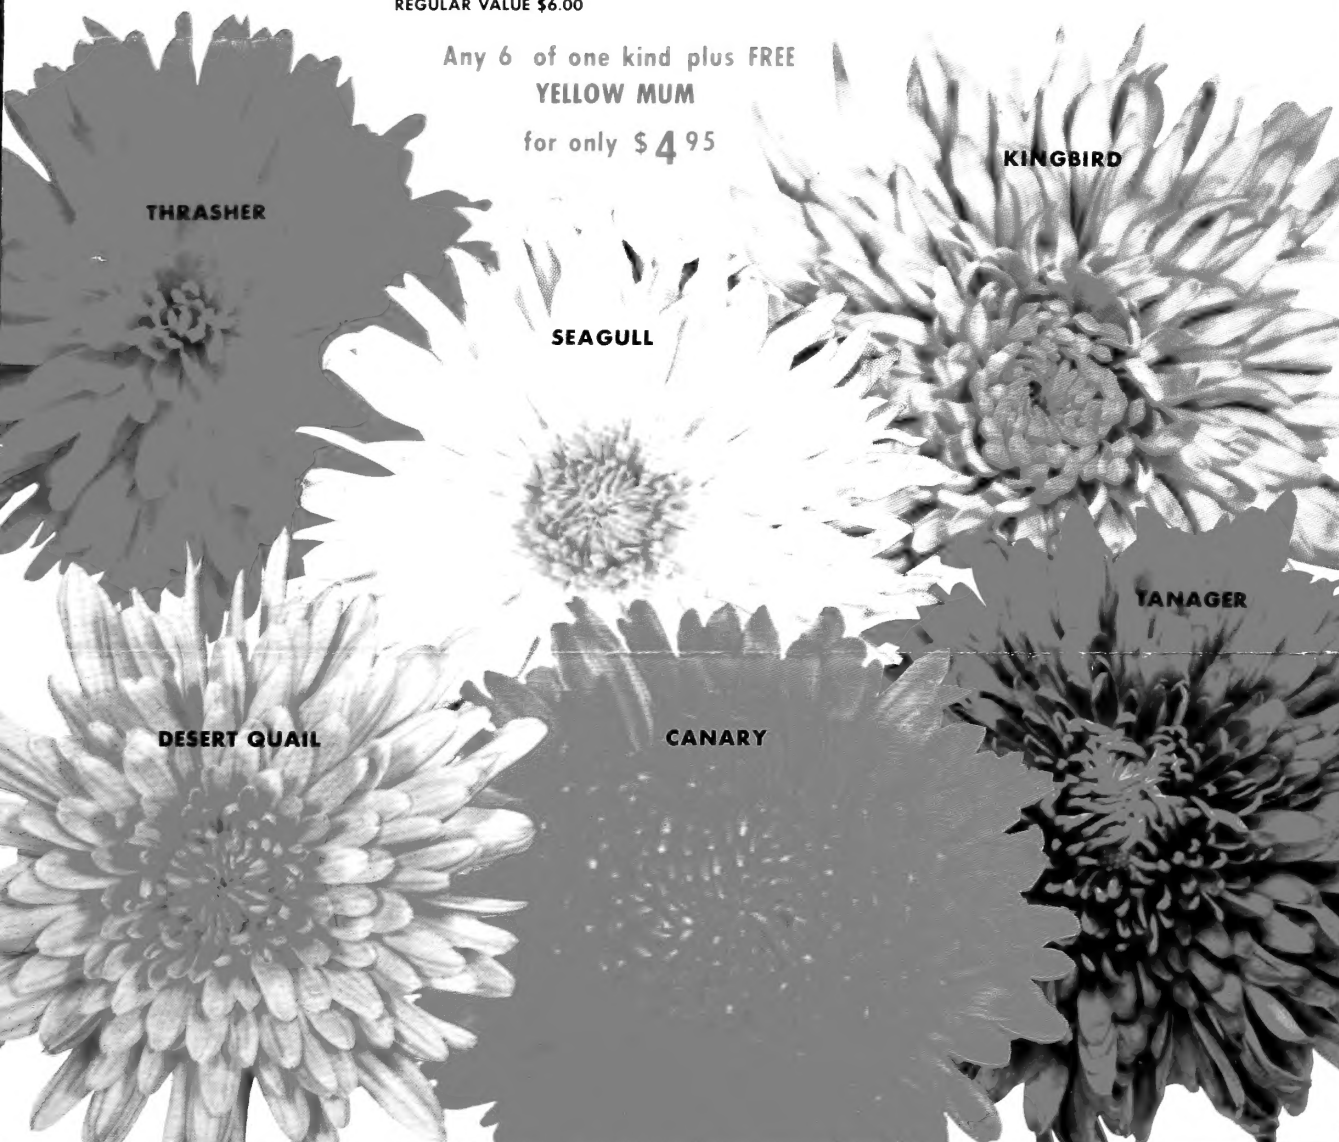 REGULAR VALUE $6.00
Any 6 of one kind plus FREE
YELLOW MUM
for only $4.95
KINGBIRD
THRASHER
SEAGULL
TANAGER
DESERT QUAIL
CANARY